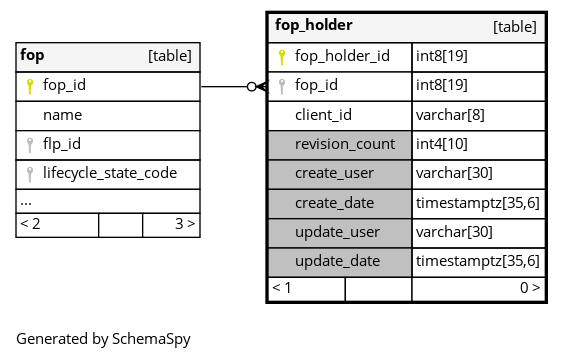 fop [table]
fop_id
name
flp_id
lifecycle_state_code
...
< 2 3 >
fop_holder [table]
fop_holder_id int8[19]
fop_id int8[19]
client_id varchar[8]
revision_count int4[10]
create_user varchar[30]
create_date timestamptz[35,6]
update_user varchar[30]
update_date timestamptz[35,6]
< 1 0 >
Generated by SchemaSpy